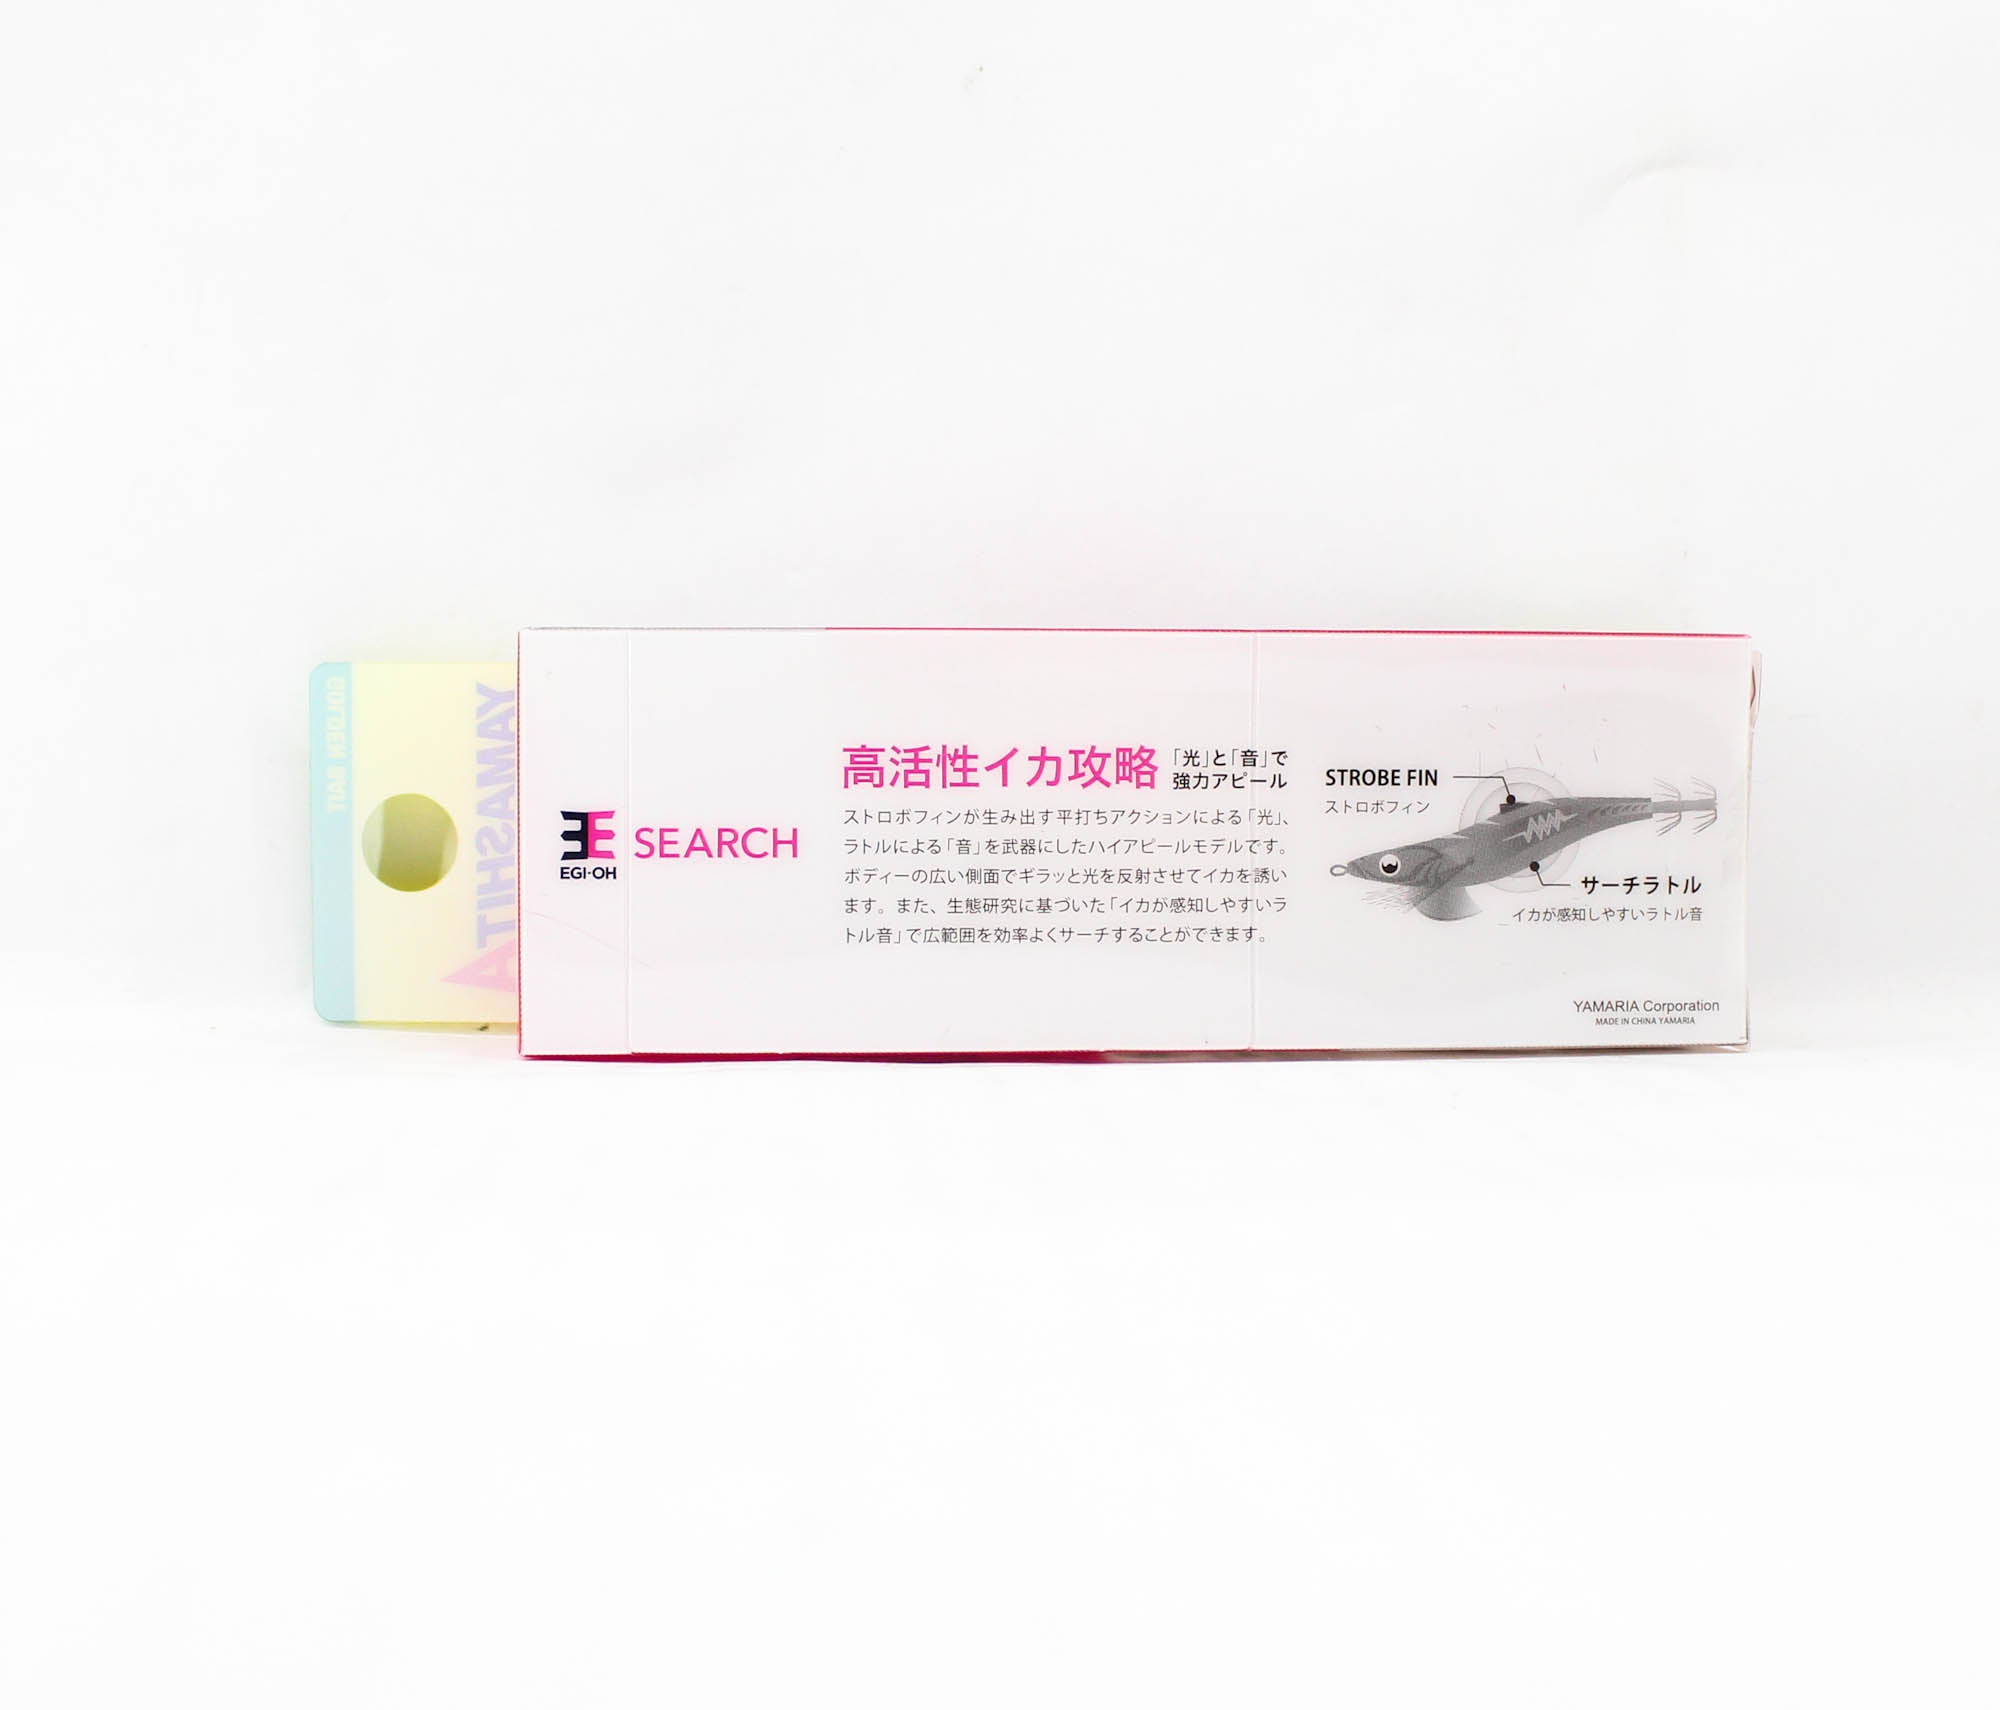 GOLDEN BAIT
YAMASHITA
EGI-OH
SEARCH
高活性イカ攻略
「光」と「音」で
強力アピール
ストロボフィンが生み出す平打ちアクションによる「光」、
ラトルによる「音」を武器にしたハイアピールモデルです。
ボディーの広い側面でギラッと光を反射させてイカを誘い
ます。また、生態研究に基づいた「イカが感知しやすいラ
トル音」で広範囲を効率よくサーチすることができます。
STROBE FIN
ストロボフィン
サーチラトル
イカが感知しやすいラトル音
YAMARIA Corporation
MADE IN CHINA YAMARIA